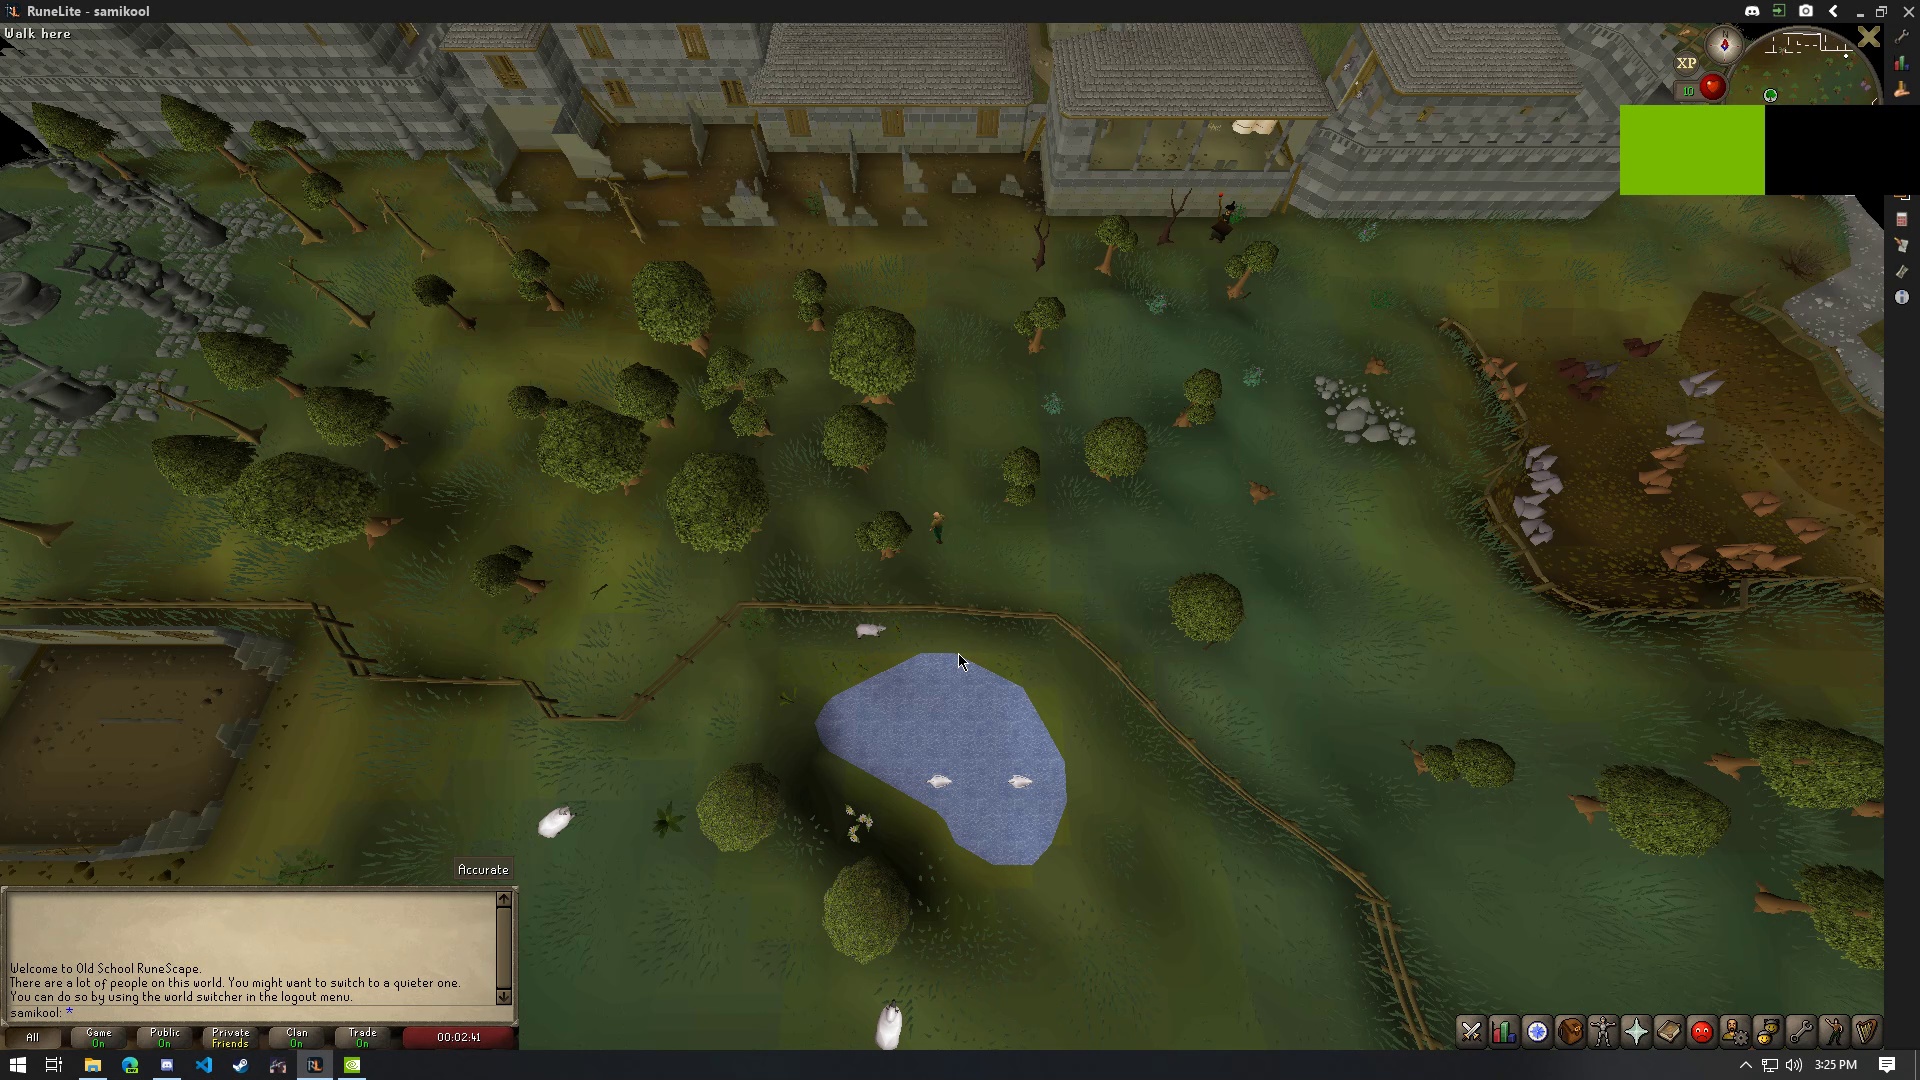 RuneLite - samikool
Walk here
N
XP
10
Accurate
Welcome to Old School RuneScape.
There are a lot of people on this world. You might want to switch to a quieter one.
You can do so by using the world switcher in the logout menu.
samikool: *
All
Game
On
Public
On
Private
Friends
Clan
On
Trade
On
00:02:41
3:25 PM